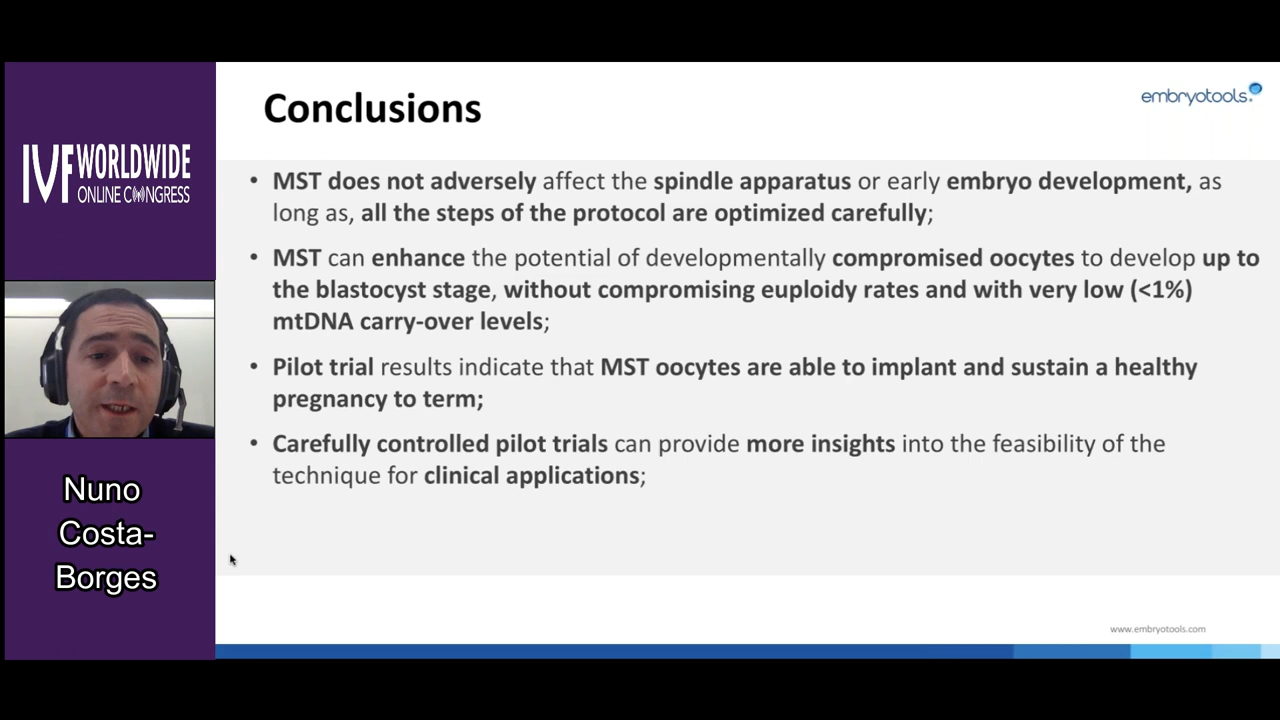 Conclusions
embryotools
IVF WORLDWIDE
ONLINE CONGRESS
• MST does not adversely affect the spindle apparatus or early embryo development, as
long as, all the steps of the protocol are optimized carefully;
• MST can enhance the potential of developmentally compromised oocytes to develop up to
the blastocyst stage, without compromising euploidy rates and with very low (<1%)
mtDNA carry-over levels;
• Pilot trial results indicate that MST oocytes are able to implant and sustain a healthy
pregnancy to term;
• Carefully controlled pilot trials can provide more insights into the feasibility of the
technique for clinical applications;
Nuno
Costa-
Borges
www.embryotools.com